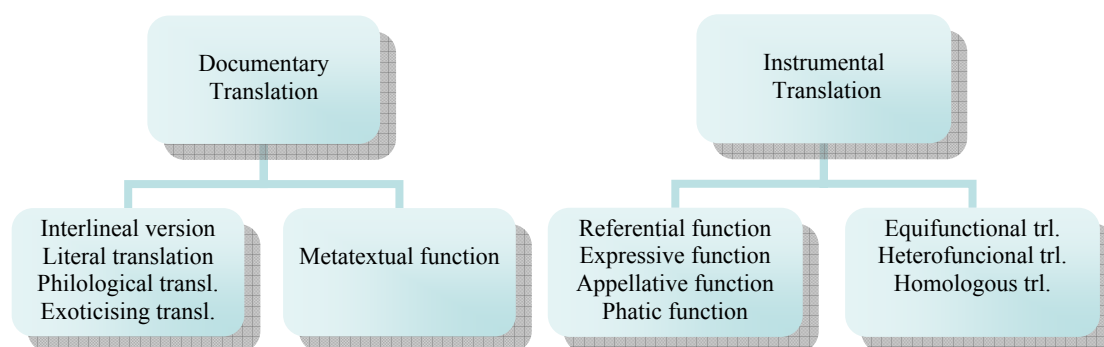 Documentary
Translation
Instrumental
Translation
Interlineal version
Literal translation
Philological transl.
Exoticising transl.
Metatextual function
Referential function
Expressive function
Appellative function
Phatic function
Equifunctional trl.
Heterofuncional trl.
Homologous trl.